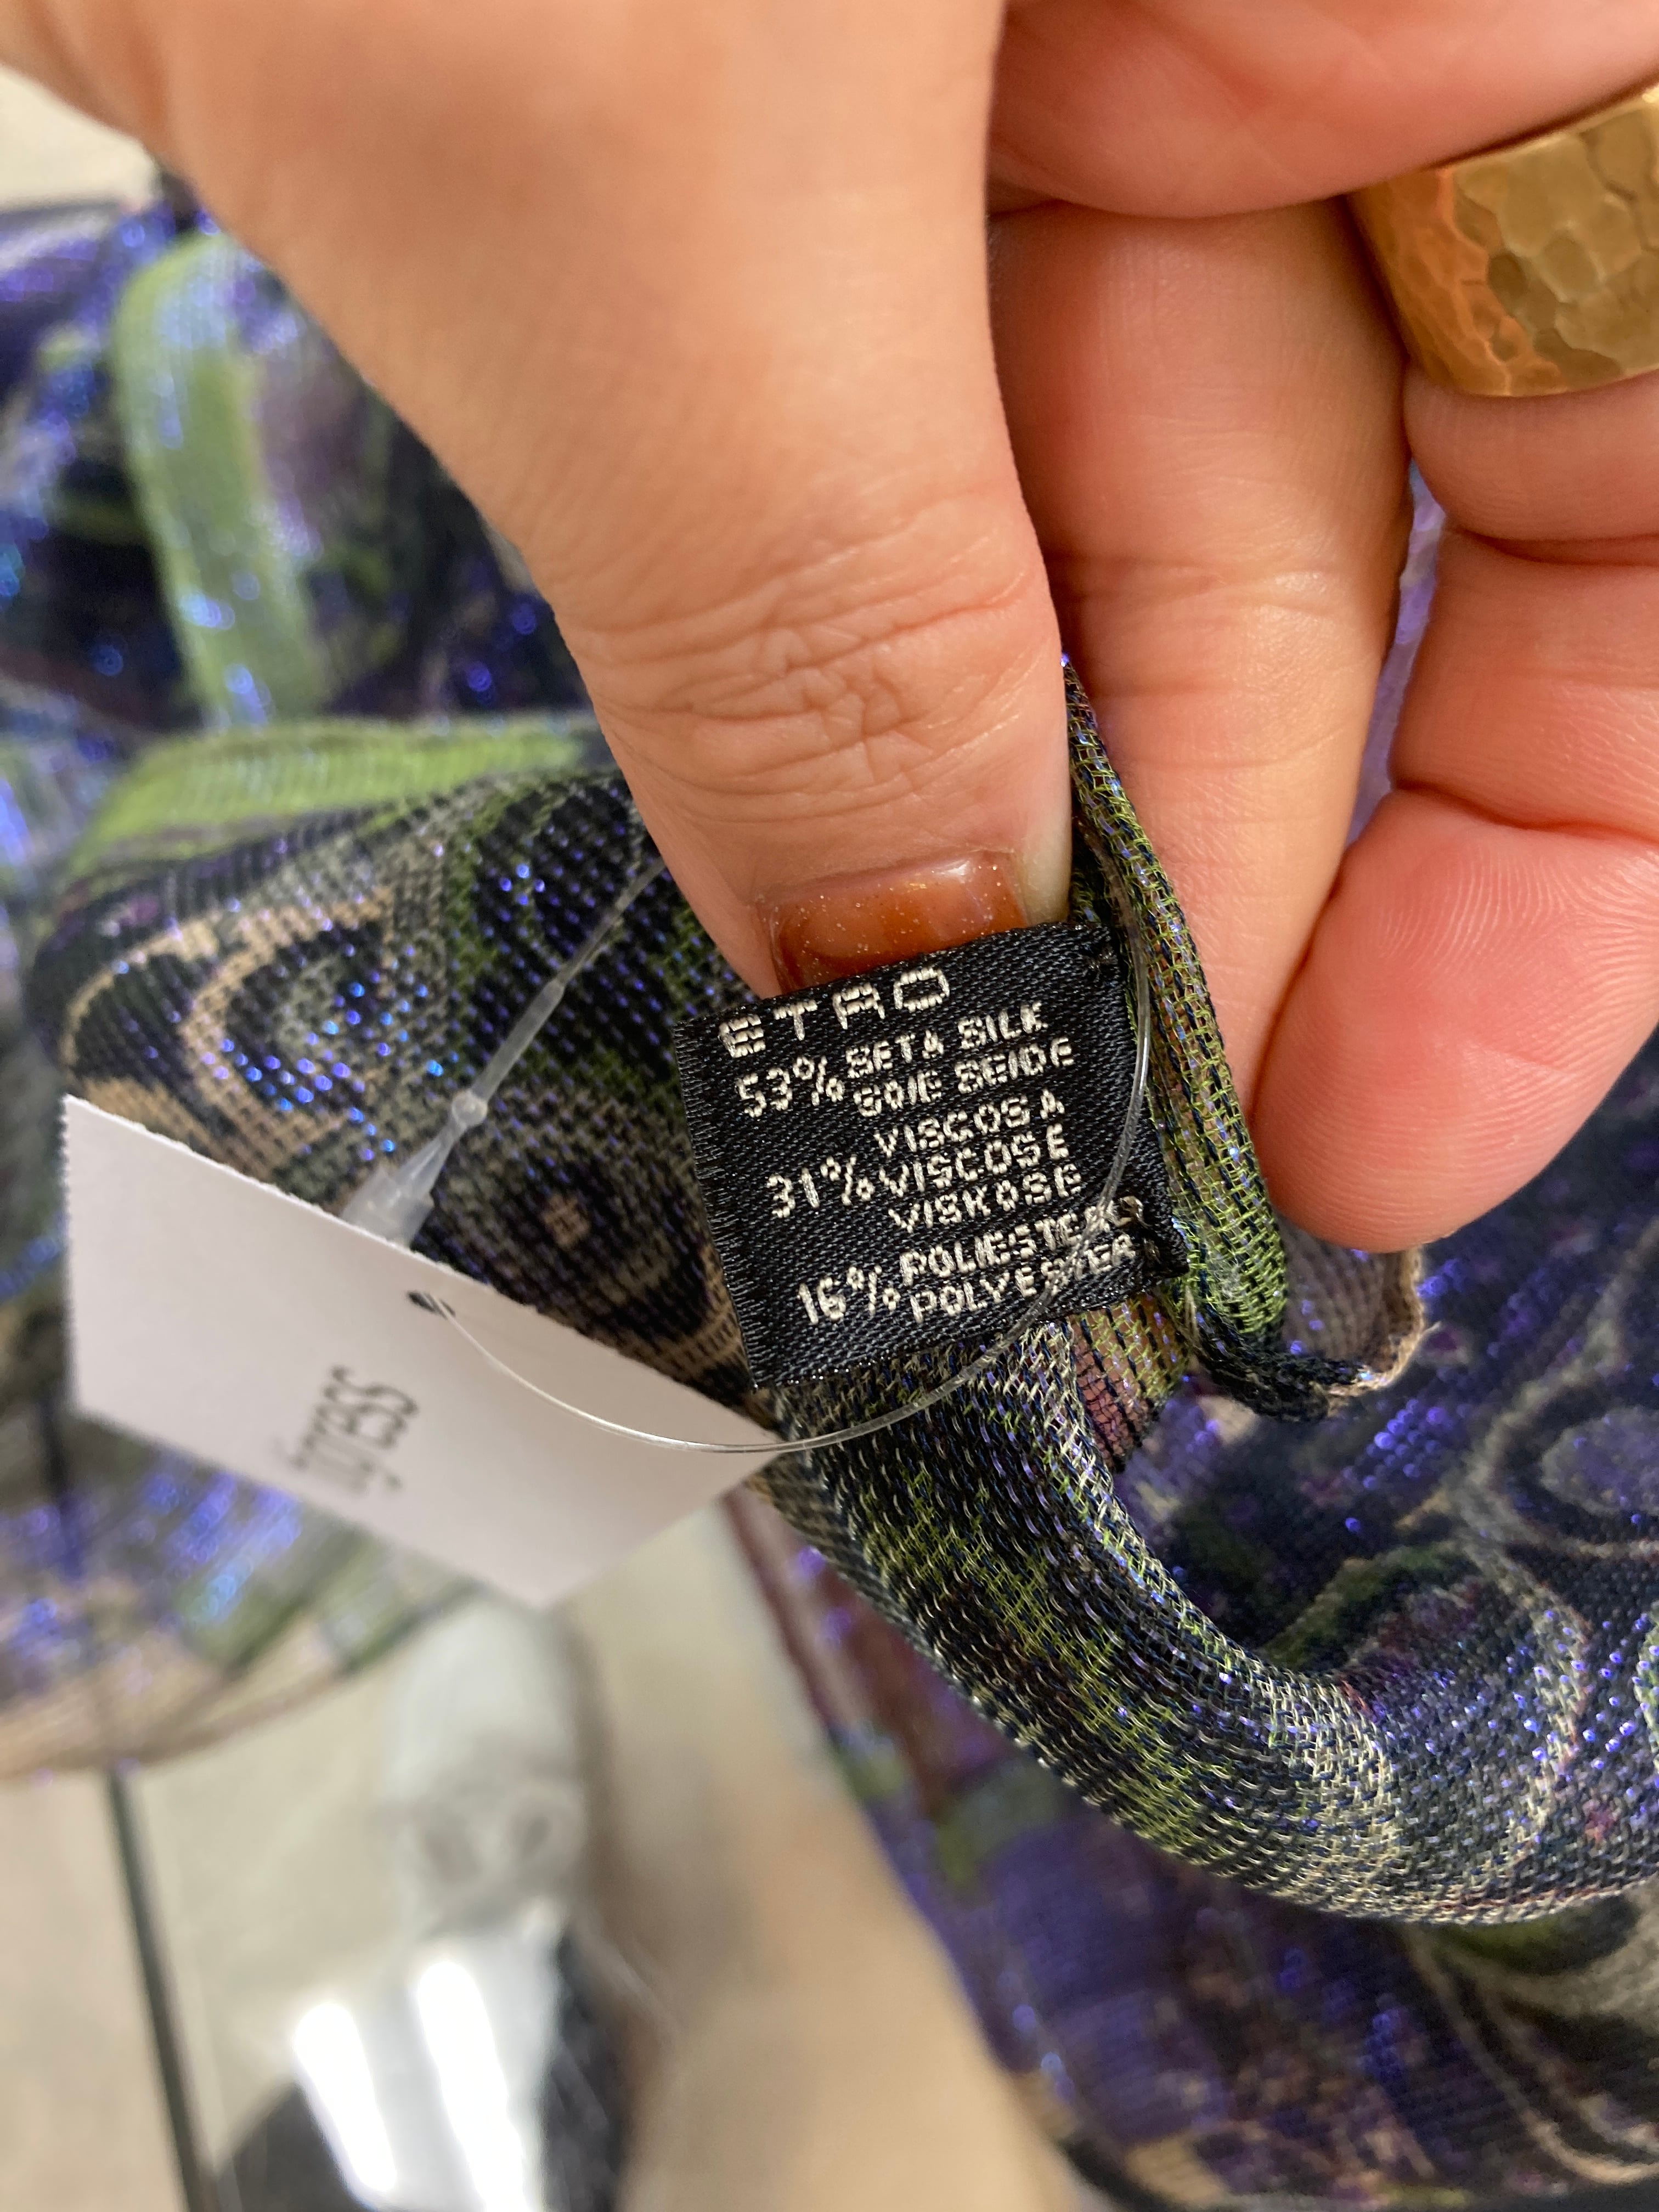 ETRO
53% SETA SILK
SOIE SEIDE
VISCOSA
31% VISCOSE
VISKOSE
POLIESTERE
16% POLYESTER